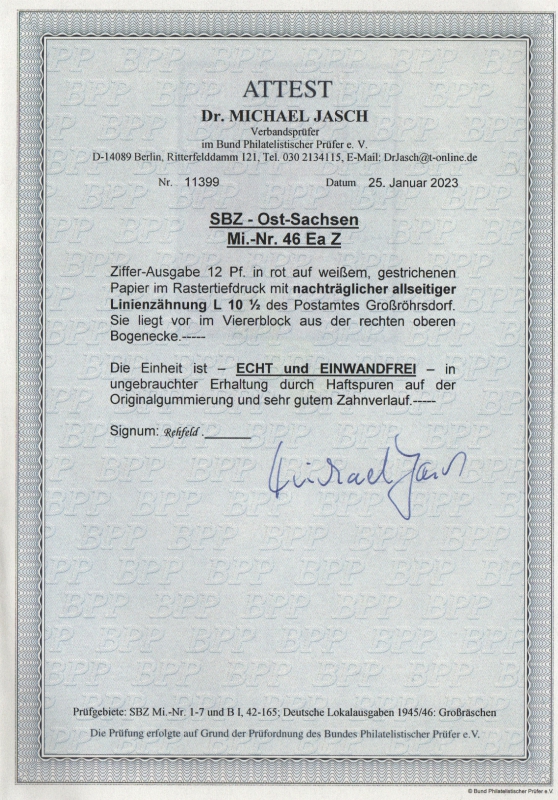 ATTEST
Dr. MICHAEL JASCH
Verbandsprüfer
im Bund Philatelistischer Prüfer e. V.
D-14089 Berlin, Ritterfelddamm 121, Tel. 030 2134115, E-Mail: DrJasch@t-online.de
Nr. 11399 Datum 25. Januar 2023
SBZ - Ost-Sachsen
Mi.-Nr. 46 Ea Z
Ziffer-Ausgabe 12 Pf. in rot auf weißem, gestrichenen
Papier im Rastertiefdruck mit nachträglicher allseitiger
Linienzähnung L 10 ½ des Postamtes Großröhrsdorf.
Sie liegt vor im Viererblock aus der rechten oberen
Bogenecke.-----
Die Einheit ist – ECHT und EINWANDFREI – in
ungebrauchter Erhaltung durch Haftspuren auf der
Originalgummierung und sehr gutem Zahnverlauf.-----
Signum: Rehfeld .
Michael Jasch
Prüfgebiete: SBZ Mi.-Nr. 1-7 und B I, 42-165; Deutsche Lokalausgaben 1945/46: Großräschen
Die Prüfung erfolgte auf Grund der Prüfordnung des Bundes Philatelistischer Prüfer e.V.
© Bund Philatelistischer Prüfer e.V.